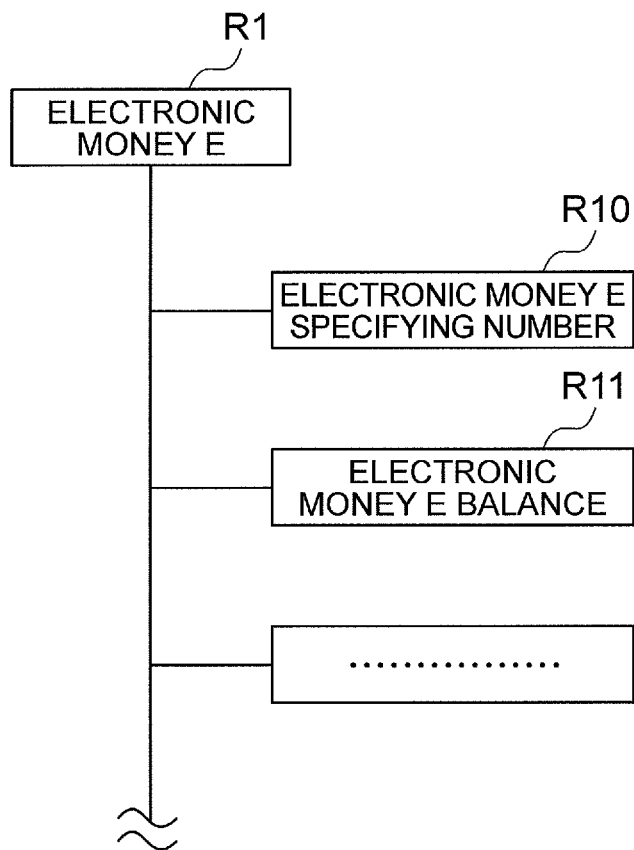 R1
ELECTRONIC
MONEY E
R10
ELECTRONIC MONEY E
SPECIFYING NUMBER
R11
ELECTRONIC
MONEY E BALANCE
................